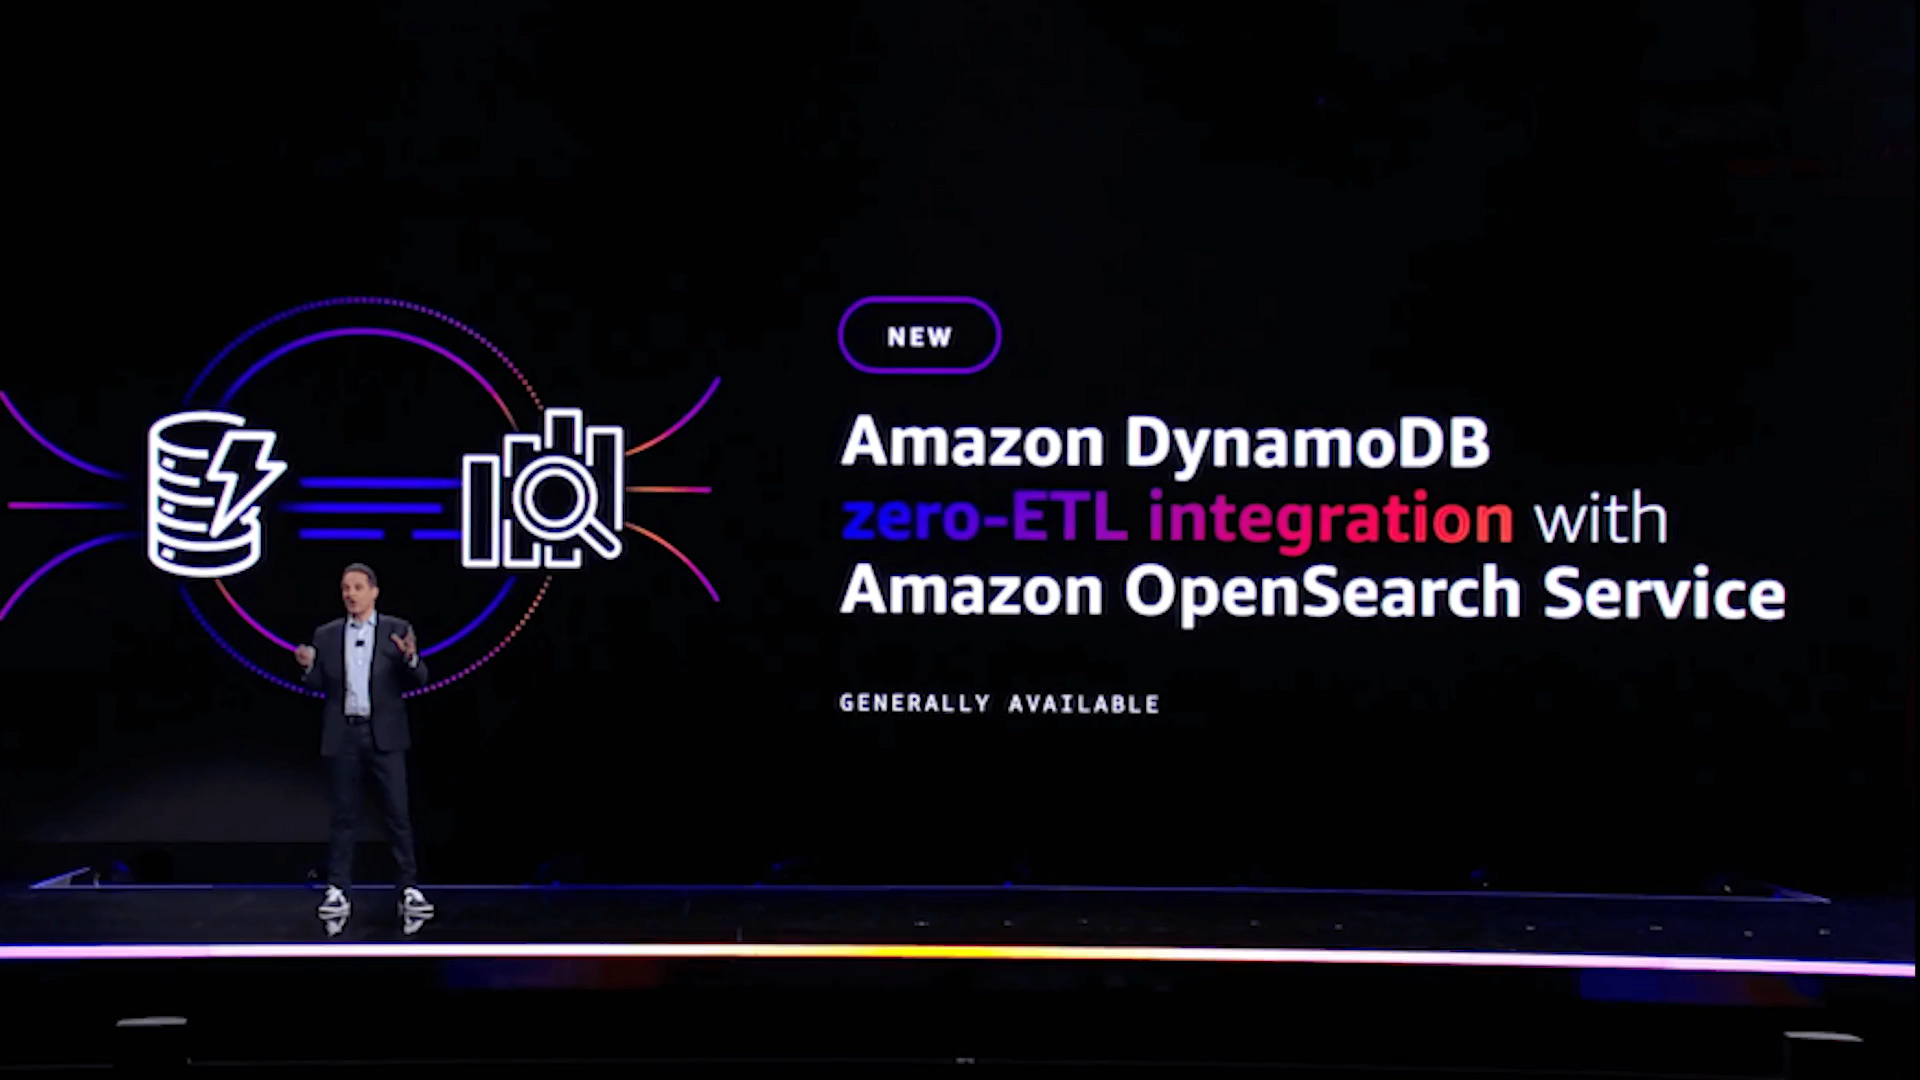 NEW
Amazon DynamoDB
zero-ETL integration with
Amazon OpenSearch Service
GENERALLY AVAILABLE